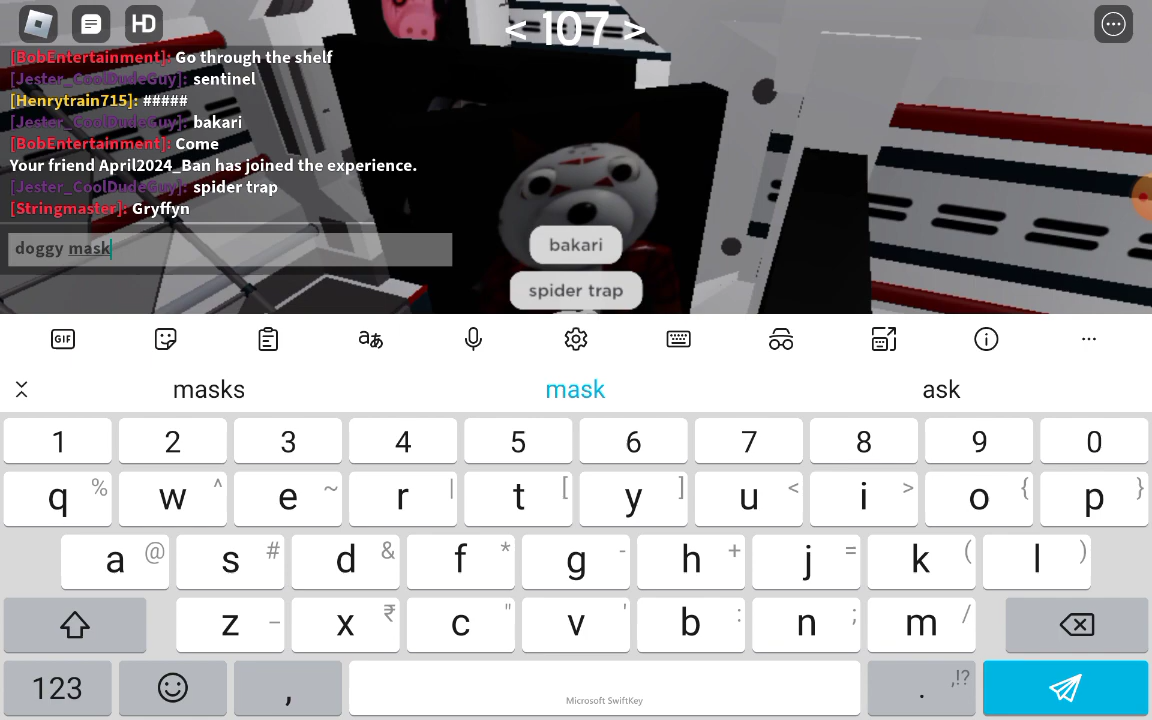 HD
< 107 >
[BobEntertainment]: Go through the shelf
[Jester_CoolDudeGuy]: sentinel
[Henrytrain715]: #####
[Jester_CoolDudeGuy]: bakari
[BobEntertainment]: Come
Your friend April2024_Ban has joined the experience.
[Jester_CoolDudeGuy]: spider trap
[Stringmaster]: Gryffyn
doggy mask
bakari
spider trap
GIF
masks mask ask
1 2 3 4 5 6 7 8 9 0
q % w ^ e ~ r | t [ y ] u < i > o { p }
a @ s # d & f * g - h + j = k ( l )
z _ x ₹ c " v ' b : n ; m /
123 , Microsoft SwiftKey . ,!?